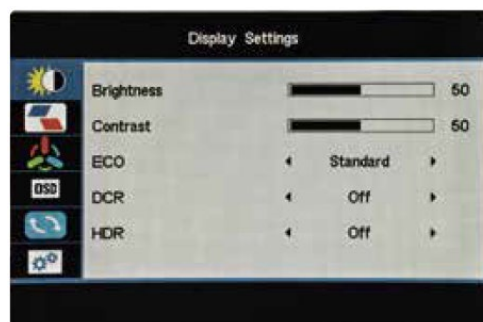 Display Settings
Brightness 50
Contrast 50
ECO Standard
DCR Off
OSD
HDR Off